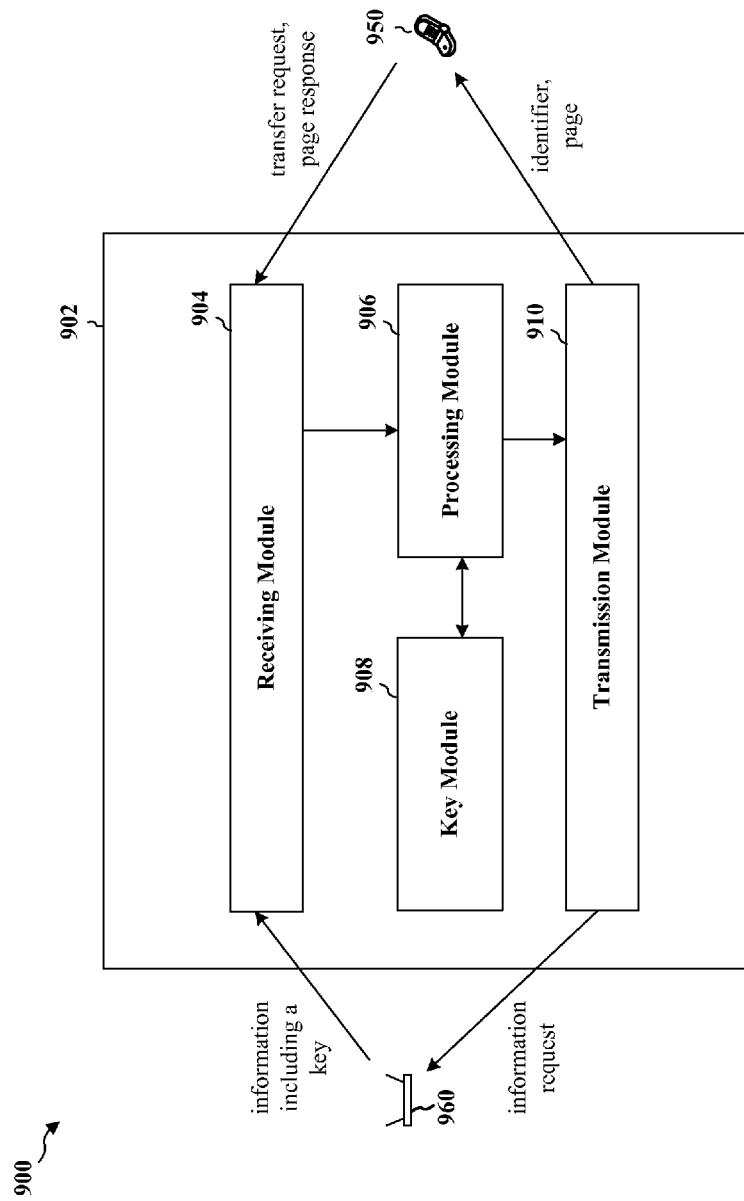 900
902
904
Receiving Module
906
Processing Module
908
Key Module
910
Transmission Module
950
transfer request,
page response
identifier,
page
information
including a
key
960
information
request